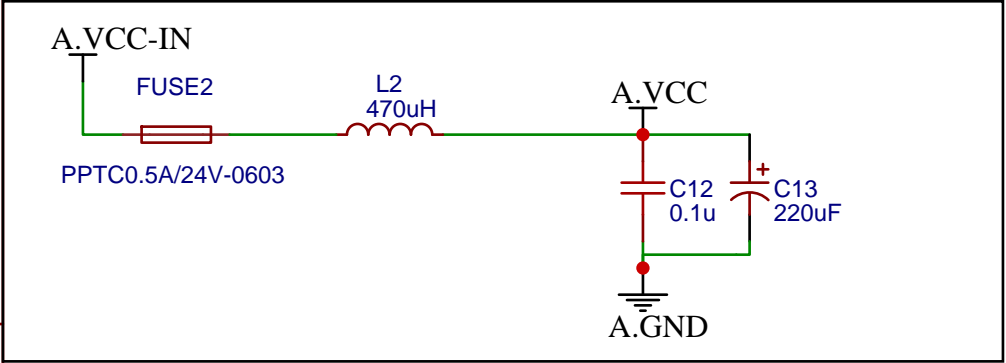 A.VCC-IN
FUSE2
PPTC0.5A/24V-0603
L2
470uH
A.VCC
C12
0.1u
+
C13
220uF
A.GND